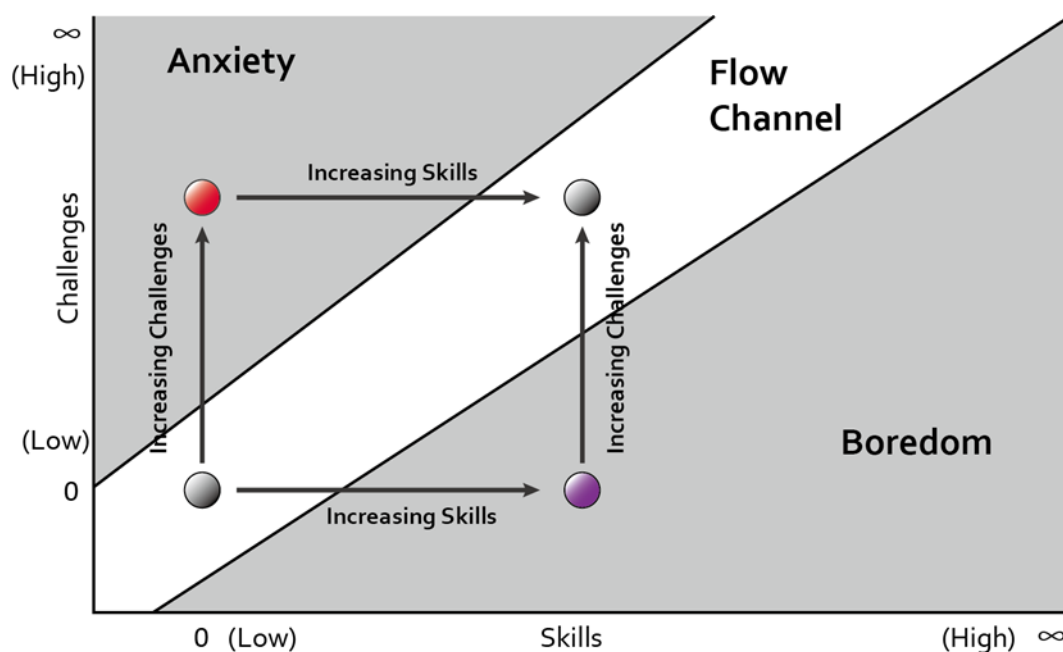 ∞
(High)
Anxiety
Flow
Channel
Increasing Skills
Challenges
Increasing Challenges
Increasing Challenges
(Low)
0
Boredom
Increasing Skills
0 (Low)
Skills
(High) ∞